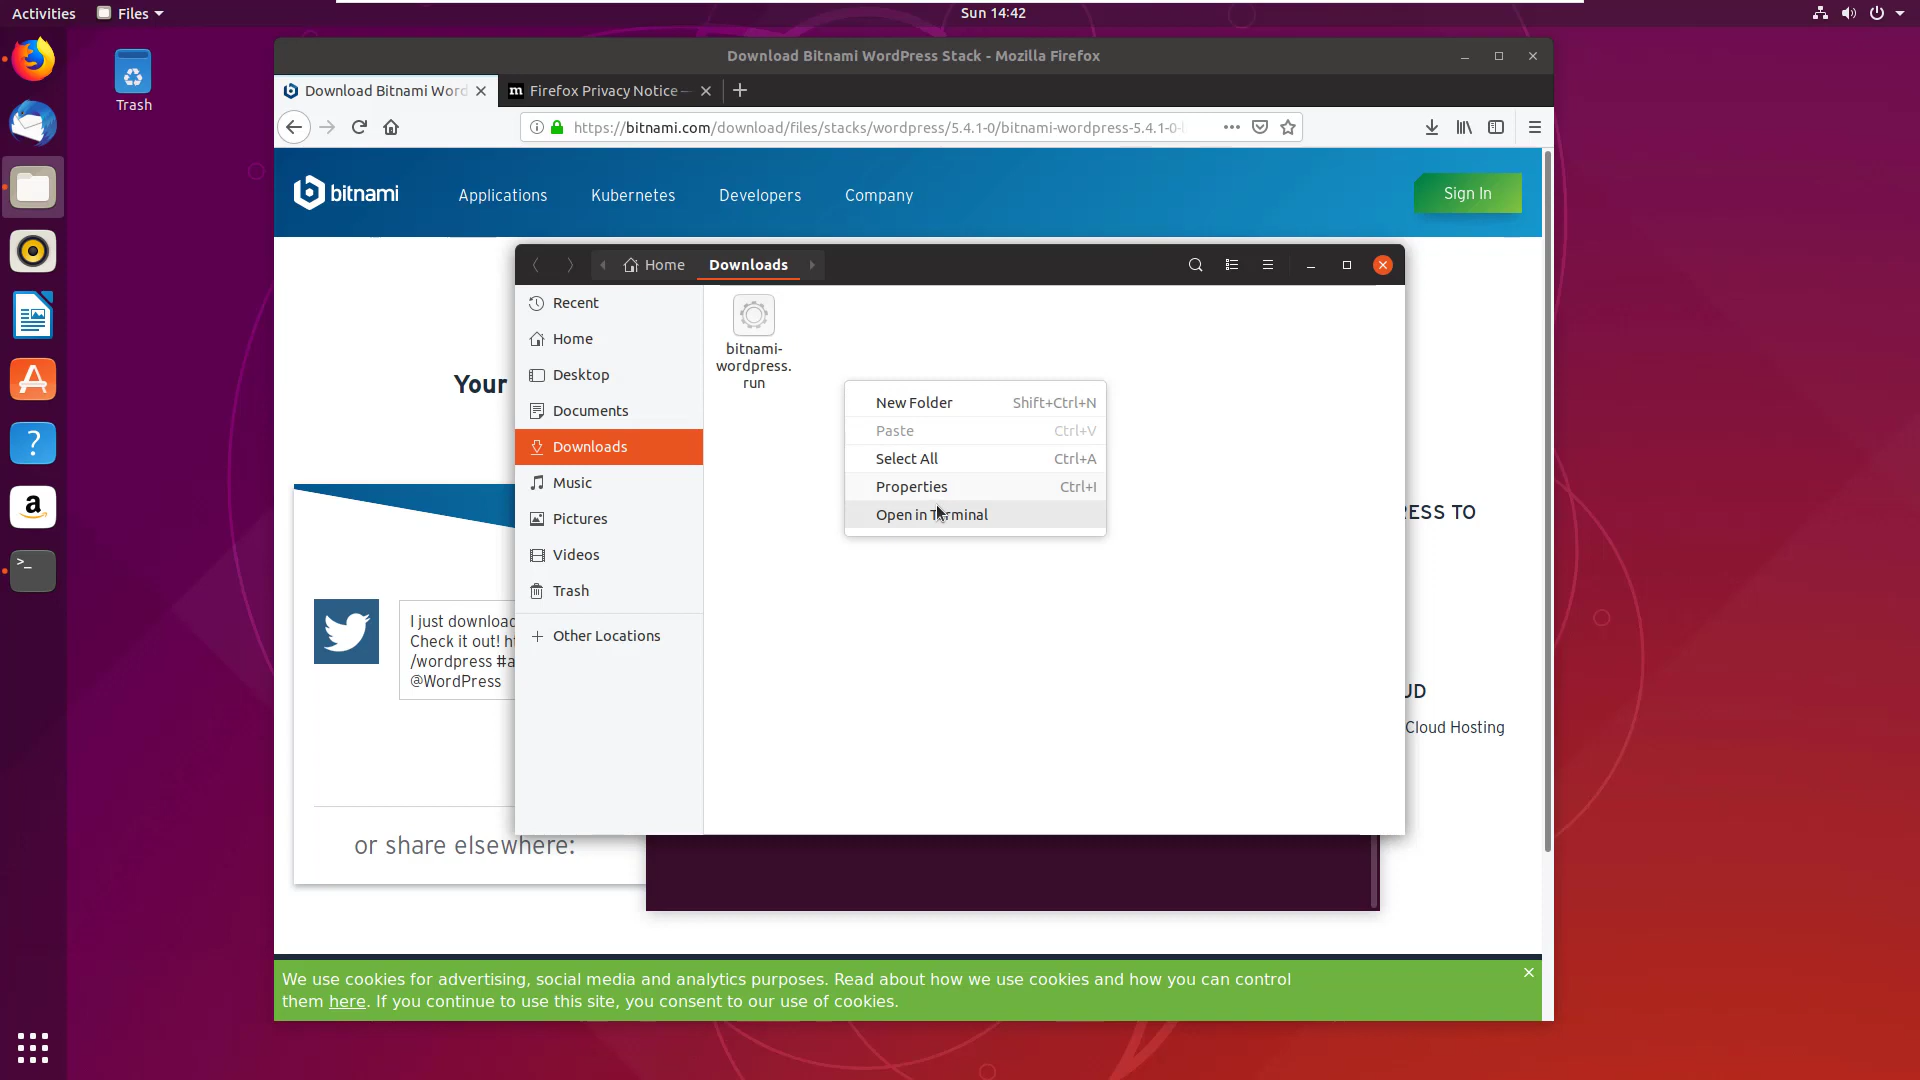 Activities
Files
Sun 14:42
Trash
Download Bitnami WordPress Stack - Mozilla Firefox
Download Bitnami Word
m Firefox Privacy Notice —
https://bitnami.com/download/files/stacks/wordpress/5.4.1-0/bitnami-wordpress-5.4.1-0-l
bitnami
Applications
Kubernetes
Developers
Company
Sign In
Home
Downloads
Recent
Home
Desktop
Documents
Downloads
Music
Pictures
Videos
Trash
+ Other Locations
bitnami-
wordpress.
run
New Folder Shift+Ctrl+N
Paste Ctrl+V
Select All Ctrl+A
Properties Ctrl+I
Open in Terminal
Your
RESS TO
UD
Cloud Hosting
I just download
Check it out! h
/wordpress #a
@WordPress
or share elsewhere:
We use cookies for advertising, social media and analytics purposes. Read about how we use cookies and how you can control
them here. If you continue to use this site, you consent to our use of cookies.
?
a
>_